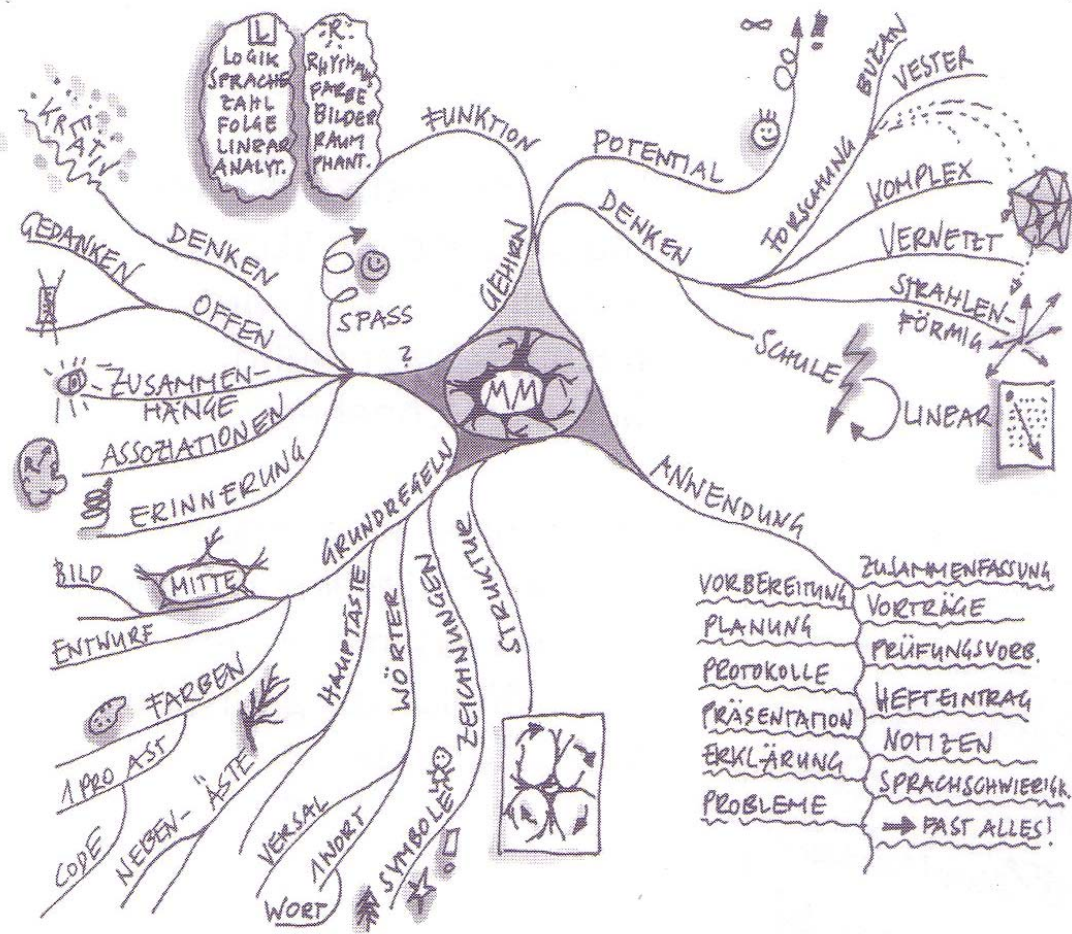 MM
GEHIRN
FUNKTION
L
LOGIK
SPRACHE
ZAHL
FOLGE
LINEAR
ANALYT.
R
RHYTHM.
FARBE
BILDER
RAUM
PHANT.
POTENTIAL
∞
!
DENKEN
FORSCHUNG
BUZAN
VESTER
KOMPLEX
VERNETZT
STRAHLEN-
FÖRMIG
SCHULE
LINEAR
ANWENDUNG
ZUSAMMENFASSUNG
VORBEREITUNG
VORTRÄGE
PLANUNG
PRÜFUNGSVORB.
PROTOKOLLE
HEFTEINTRAG
PRÄSENTATION
NOTIZEN
ERKLÄRUNG
SPRACHSCHWIERIGK.
PROBLEME
➡ FAST ALLES!
STRUKTUR
ZEICHNUNGEN
SYMBOLE
WÖRTER
VERSAL
1 WORT
WORT
HAUPTÄSTE
NEBEN-ÄSTE
GRUNDREGELN
MITTE
BILD
ENTWURF
FARBEN
1 PRO AST
CODE
?
SPASS
DENKEN
KREATIV
OFFEN
GEDANKEN
ZUSAMMEN-
HÄNGE
ASSOZIATIONEN
ERINNERUNG